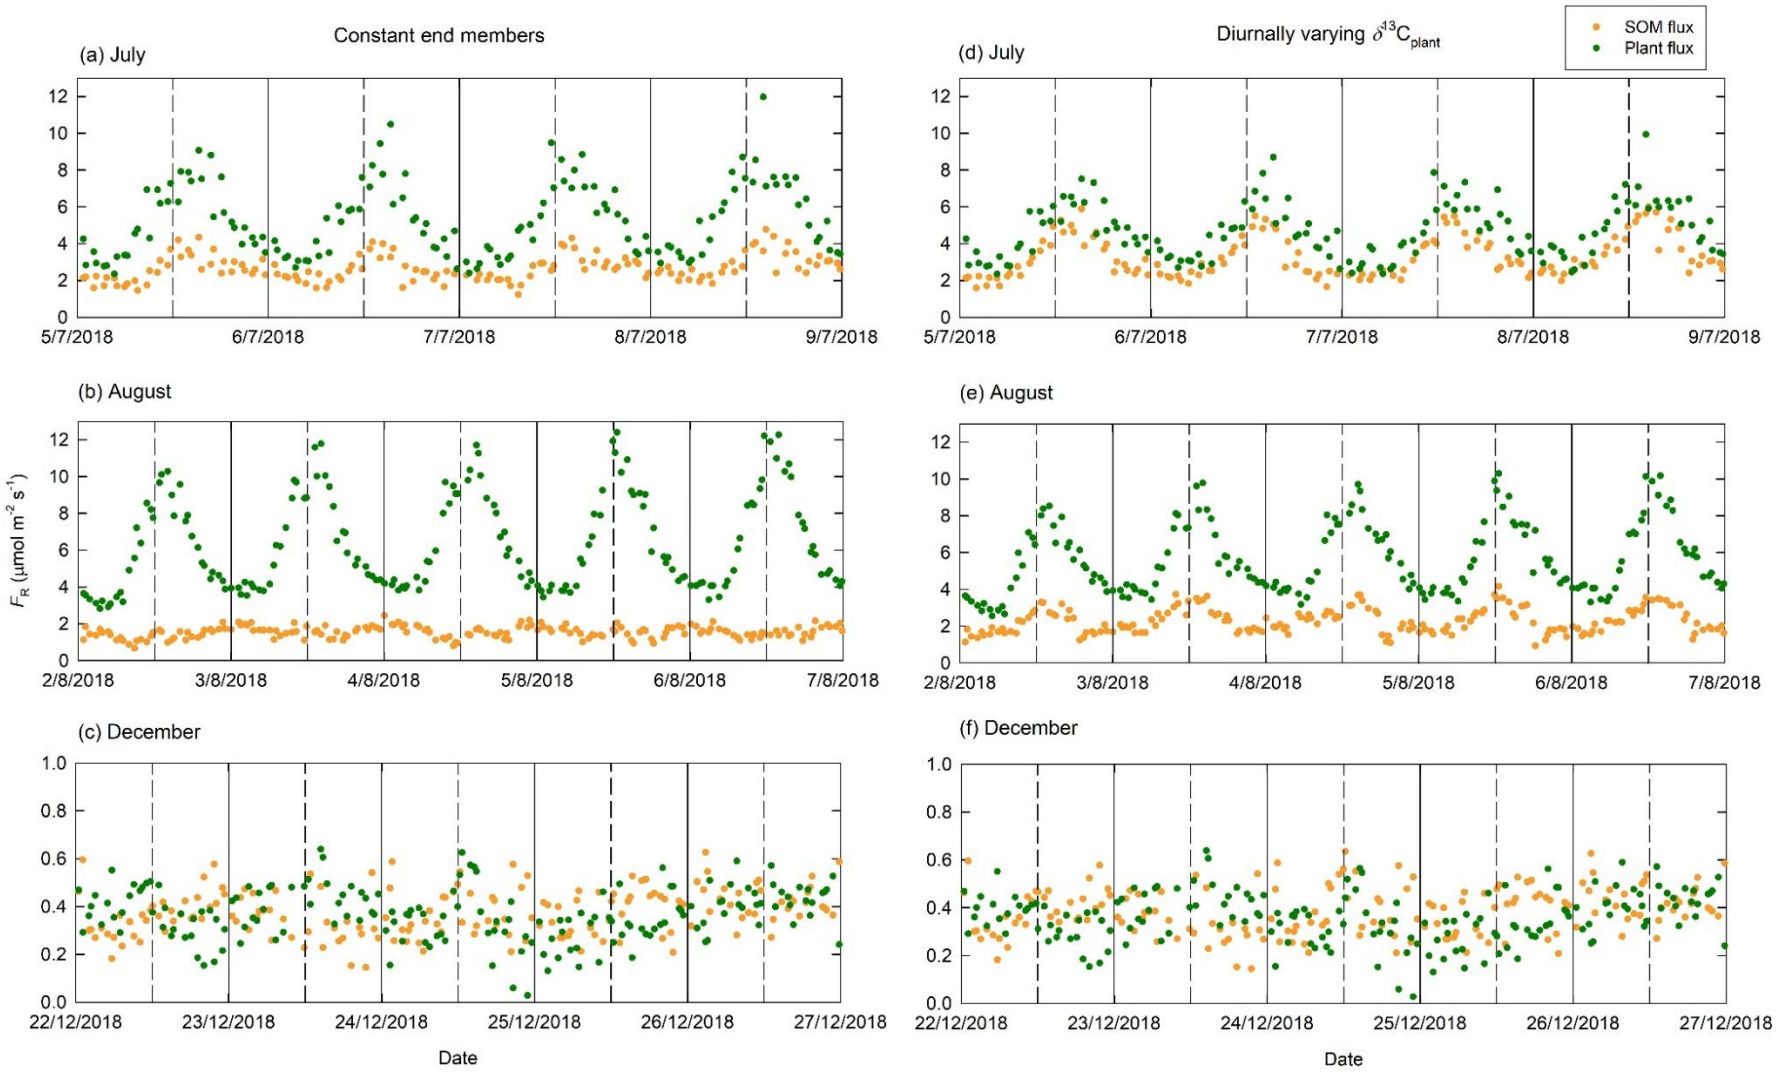 Constant end members
Diurnally varying δ¹³Cplant
SOM flux
Plant flux
(a) July
12
10
8
6
4
2
0
5/7/2018 6/7/2018 7/7/2018 8/7/2018 9/7/2018
(d) July
12
10
8
6
4
2
0
5/7/2018 6/7/2018 7/7/2018 8/7/2018 9/7/2018
FR (μmol m⁻² s⁻¹)
(b) August
12
10
8
6
4
2
0
2/8/2018 3/8/2018 4/8/2018 5/8/2018 6/8/2018 7/8/2018
(e) August
12
10
8
6
4
2
0
2/8/2018 3/8/2018 4/8/2018 5/8/2018 6/8/2018 7/8/2018
(c) December
1.0
0.8
0.6
0.4
0.2
0.0
22/12/2018 23/12/2018 24/12/2018 25/12/2018 26/12/2018 27/12/2018
Date
(f) December
1.0
0.8
0.6
0.4
0.2
0.0
22/12/2018 23/12/2018 24/12/2018 25/12/2018 26/12/2018 27/12/2018
Date